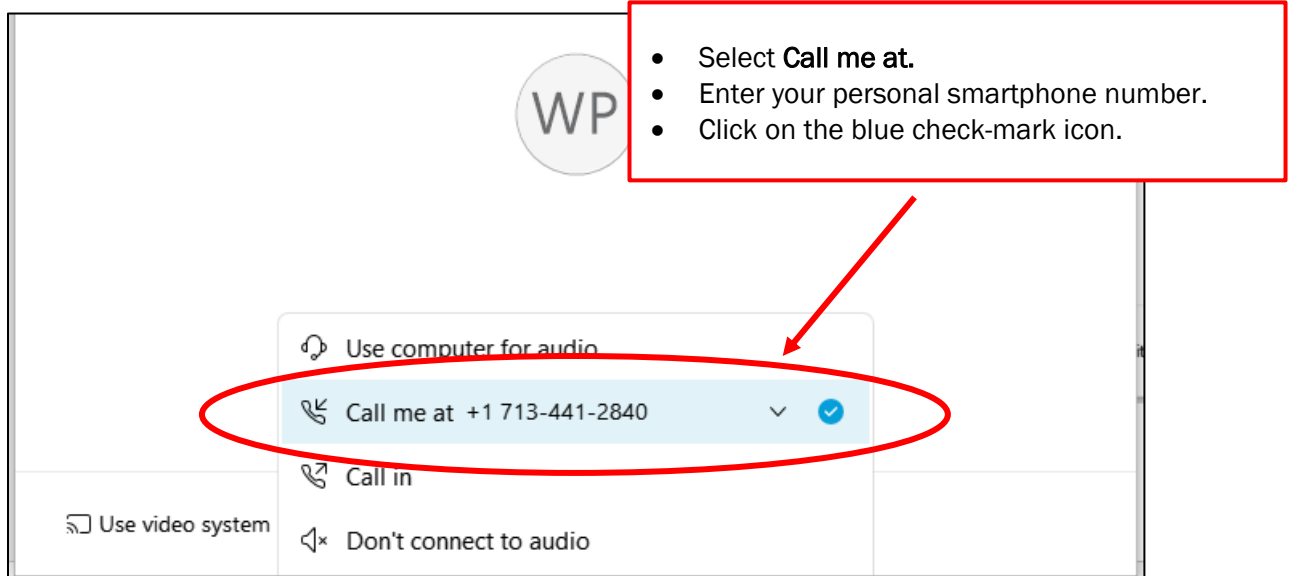 WP
• Select Call me at.
• Enter your personal smartphone number.
• Click on the blue check-mark icon.
Use computer for audio
Call me at +1 713-441-2840
Call in
Use video system
Don't connect to audio